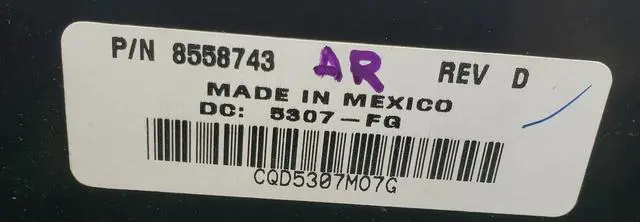 P/N 8558743 AR REV D
MADE IN MEXICO
DC: 5307-FG
CQD5307M07G